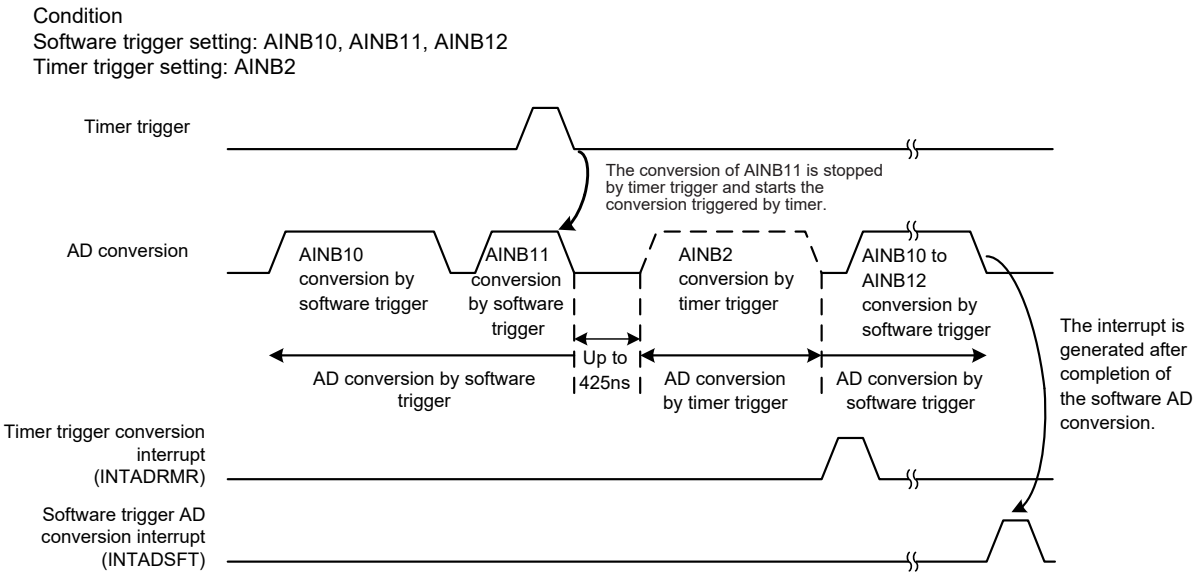 Condition
Software trigger setting: AINB10, AINB11, AINB12
Timer trigger setting: AINB2
Timer trigger
The conversion of AINB11 is stopped
by timer trigger and starts the
conversion triggered by timer.
AD conversion
AINB10
conversion by
software trigger
AINB11
conversion
by software
trigger
AINB2
conversion by
timer trigger
AINB10 to
AINB12
conversion by
software trigger
The interrupt is
generated after
completion of
the software AD
conversion.
AD conversion by software
trigger
Up to
425ns
AD conversion
by timer trigger
AD conversion by
software trigger
Timer trigger conversion
interrupt
(INTADRMR)
Software trigger AD
conversion interrupt
(INTADSFT)